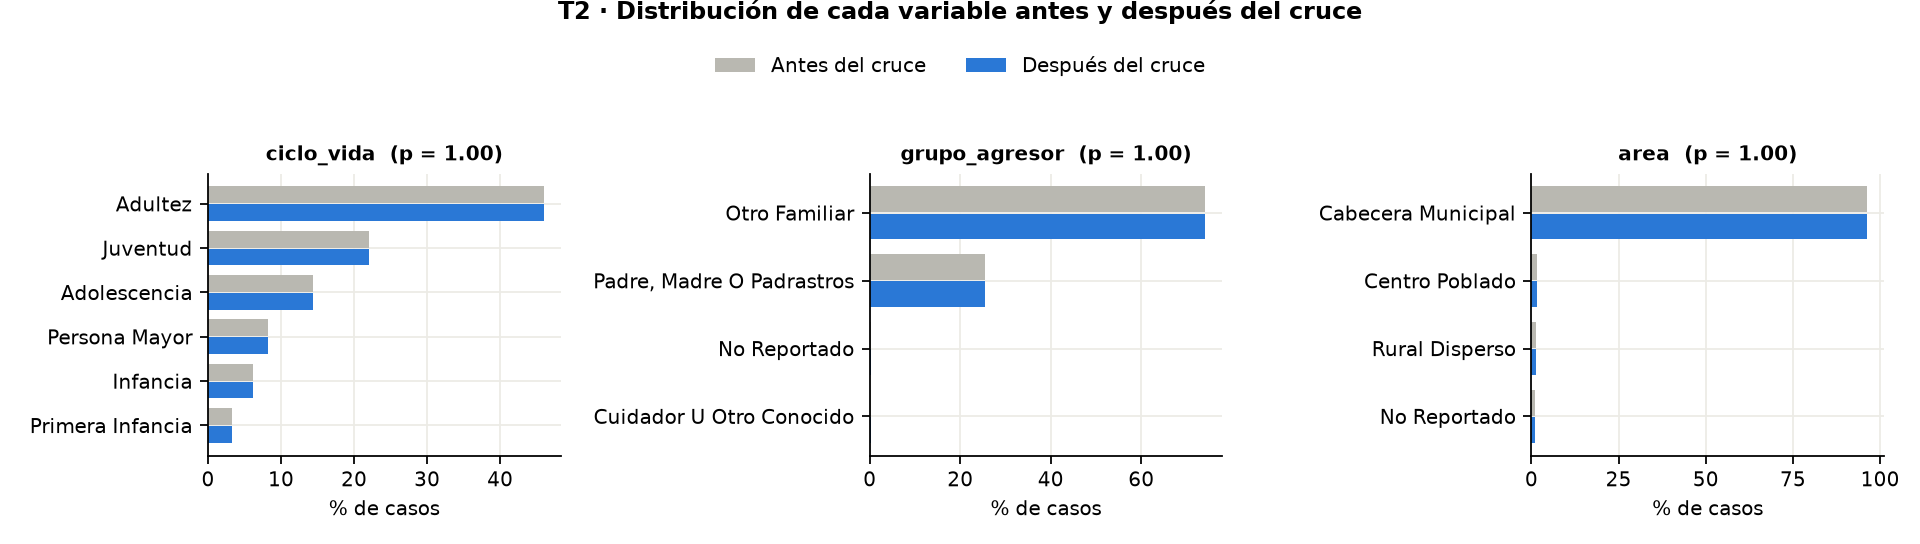 T2 · Distribución de cada variable antes y después del cruce
Antes del cruce
Después del cruce
ciclo_vida (p = 1.00)
Adultez
Juventud
Adolescencia
Persona Mayor
Infancia
Primera Infancia
0 10 20 30 40
% de casos
grupo_agresor (p = 1.00)
Otro Familiar
Padre, Madre O Padrastros
No Reportado
Cuidador U Otro Conocido
0 20 40 60
% de casos
area (p = 1.00)
Cabecera Municipal
Centro Poblado
Rural Disperso
No Reportado
0 25 50 75 100
% de casos